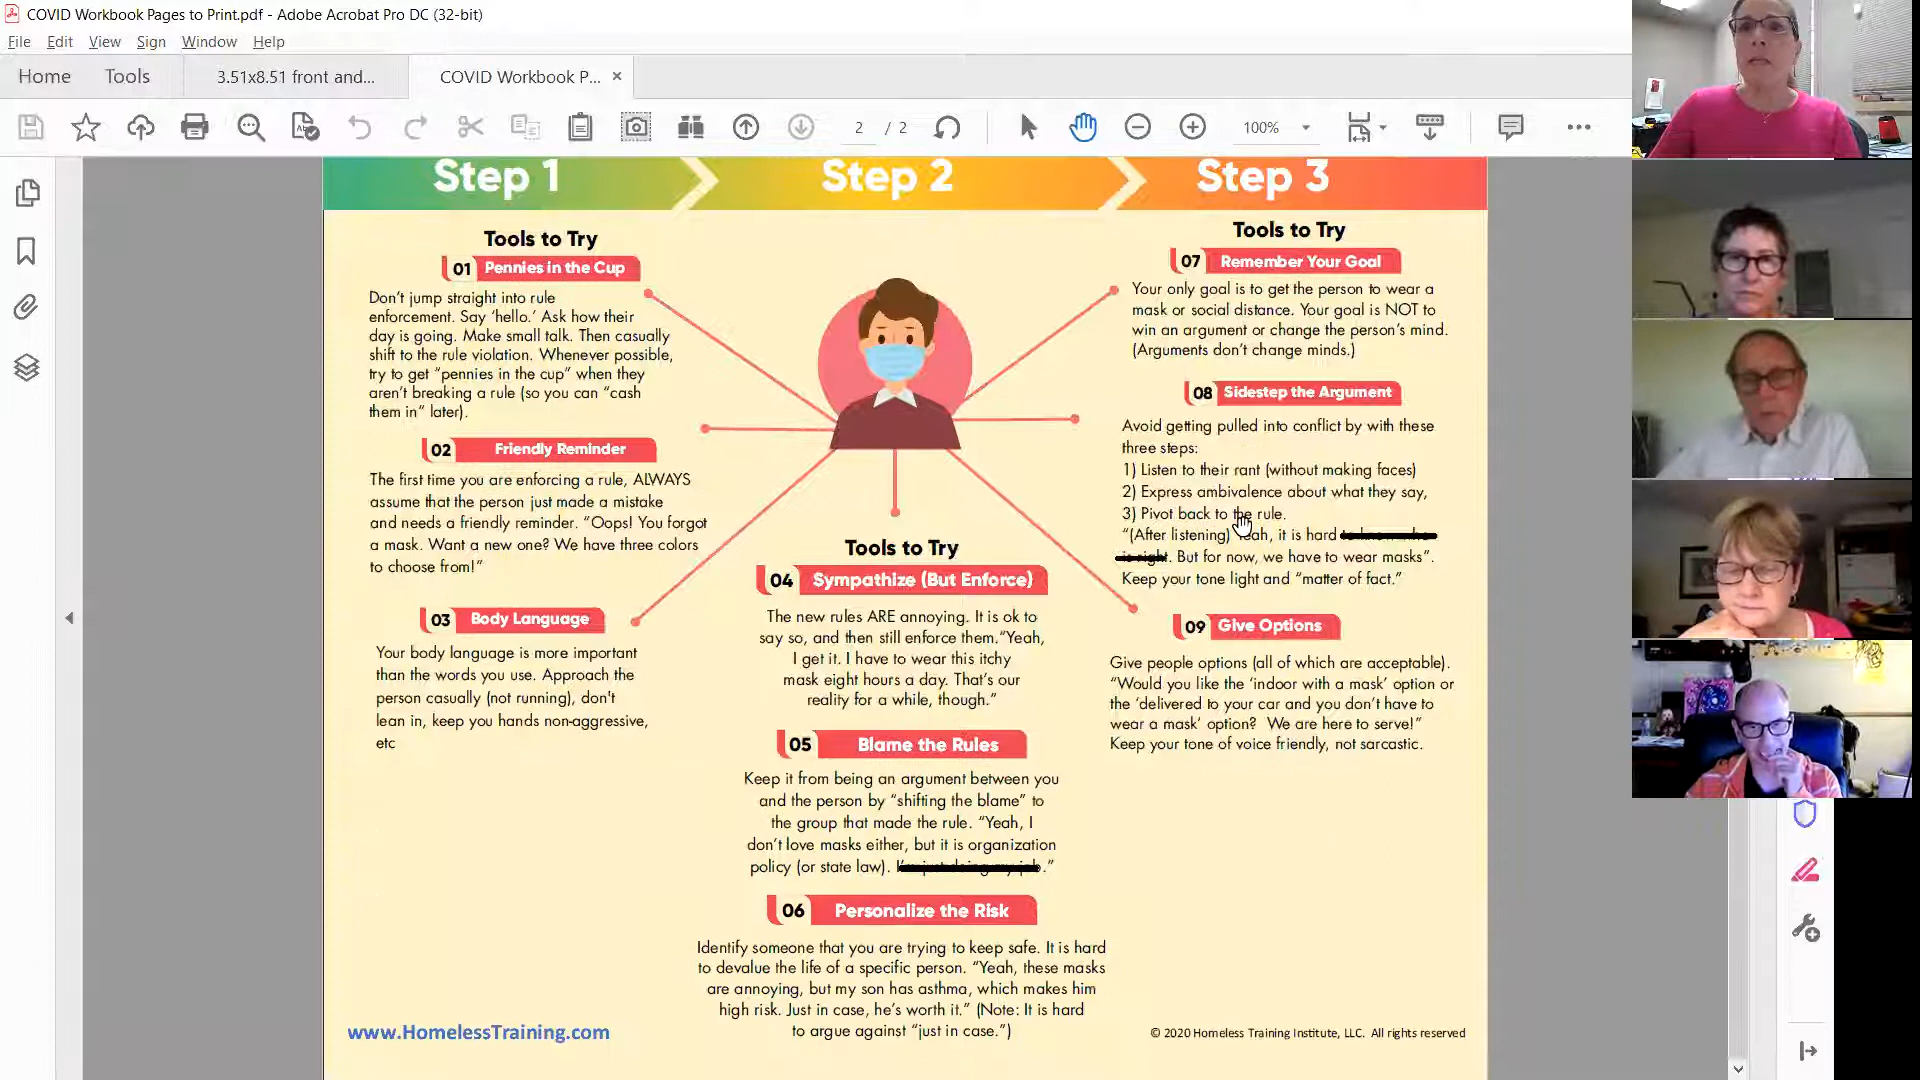 COVID Workbook Pages to Print.pdf - Adobe Acrobat Pro DC (32-bit)
File Edit View Sign Window Help
Home Tools 3.51x8.51 front and... COVID Workbook P... ×
2 / 2 100%
Step 1 Step 2 Step 3
Tools to Try
01 Pennies in the Cup
Don't jump straight into rule
enforcement. Say 'hello.' Ask how their
day is going. Make small talk. Then casually
shift to the rule violation. Whenever possible,
try to get "pennies in the cup" when they
aren't breaking a rule (so you can "cash
them in" later).
02 Friendly Reminder
The first time you are enforcing a rule, ALWAYS
assume that the person just made a mistake
and needs a friendly reminder. "Oops! You forgot
a mask. Want a new one? We have three colors
to choose from!"
03 Body Language
Your body language is more important
than the words you use. Approach the
person casually (not running), don't
lean in, keep you hands non-aggressive,
etc
Tools to Try
04 Sympathize (But Enforce)
The new rules ARE annoying. It is ok to
say so, and then still enforce them."Yeah,
I get it. I have to wear this itchy
mask eight hours a day. That's our
reality for a while, though."
05 Blame the Rules
Keep it from being an argument between you
and the person by "shifting the blame" to
the group that made the rule. "Yeah, I
don't love masks either, but it is organization
policy (or state law). I'm just doing my job."
06 Personalize the Risk
Identify someone that you are trying to keep safe. It is hard
to devalue the life of a specific person. "Yeah, these masks
are annoying, but my son has asthma, which makes him
high risk. Just in case, he's worth it." (Note: It is hard
to argue against "just in case.")
Tools to Try
07 Remember Your Goal
Your only goal is to get the person to wear a
mask or social distance. Your goal is NOT to
win an argument or change the person's mind.
(Arguments don't change minds.)
08 Sidestep the Argument
Avoid getting pulled into conflict by with these
three steps:
1) Listen to their rant (without making faces)
2) Express ambivalence about what they say,
3) Pivot back to the rule.
"(After listening) Yeah, it is hard to know who
is right. But for now, we have to wear masks".
Keep your tone light and "matter of fact."
09 Give Options
Give people options (all of which are acceptable).
"Would you like the 'indoor with a mask' option or
the 'delivered to your car and you don't have to
wear a mask' option? We are here to serve!"
Keep your tone of voice friendly, not sarcastic.
www.HomelessTraining.com
© 2020 Homeless Training Institute, LLC. All rights reserved